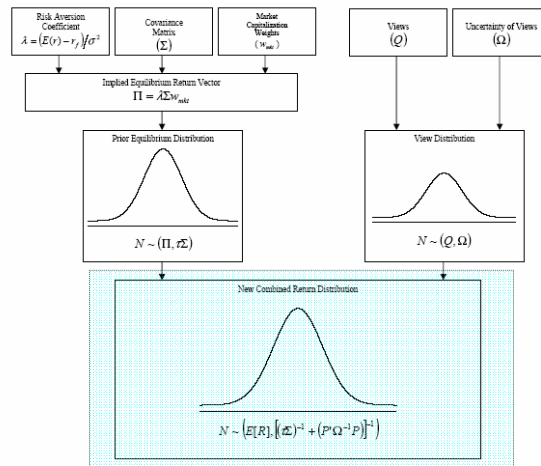 Risk Aversion
Coefficient
λ = (E(r) − r_f)/σ²
Covariance
Matrix
(Σ)
Market
Capitalization
Weights
(w_mkt)
Views
(Q)
Uncertainty of Views
(Ω)
Implied Equilibrium Return Vector
Π = λΣw_mkt
Prior Equilibrium Distribution
N ~ (Π, τΣ)
View Distribution
N ~ (Q, Ω)
New Combined Return Distribution
N ~ (E[R], [(τΣ)⁻¹ + (P'Ω⁻¹P)]⁻¹)